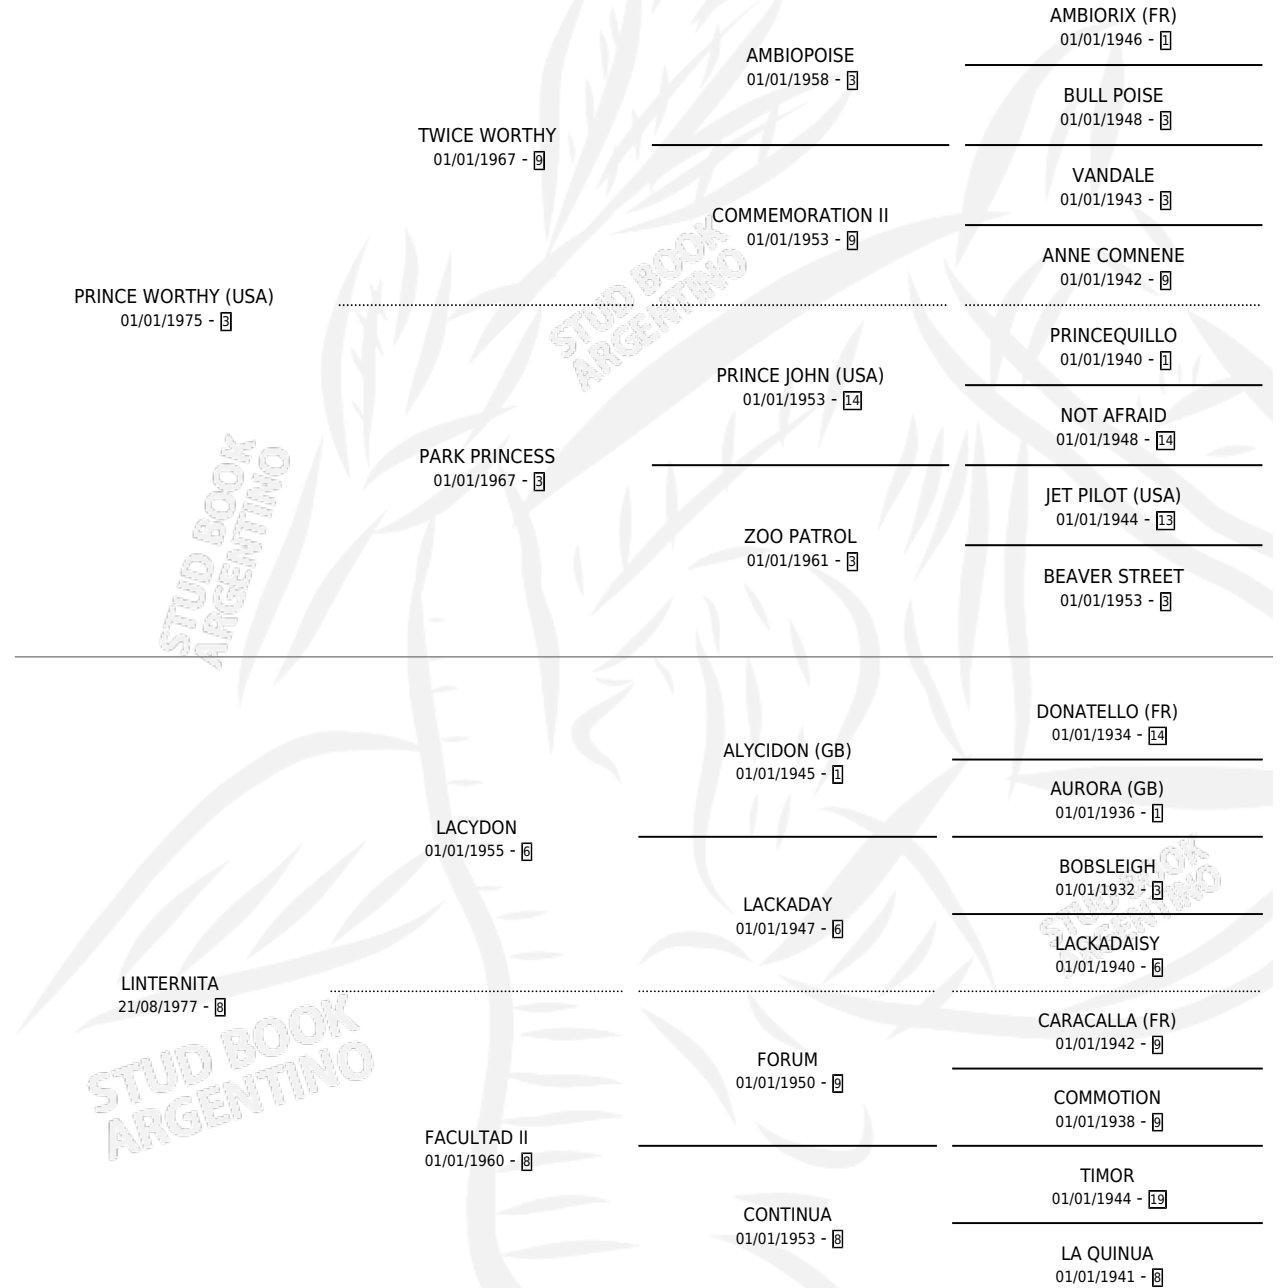 AMBIORIX (FR)
01/01/1946 - 1
AMBIOPOISE
01/01/1958 - 3
BULL POISE
01/01/1948 - 3
TWICE WORTHY
01/01/1967 - 9
VANDALE
01/01/1943 - 3
COMMEMORATION II
01/01/1953 - 9
ANNE COMNENE
01/01/1942 - 9
PRINCE WORTHY (USA)
01/01/1975 - 3
PRINCEQUILLO
01/01/1940 - 1
PRINCE JOHN (USA)
01/01/1953 - 14
NOT AFRAID
01/01/1948 - 14
PARK PRINCESS
01/01/1967 - 3
JET PILOT (USA)
01/01/1944 - 13
ZOO PATROL
01/01/1961 - 3
BEAVER STREET
01/01/1953 - 3
DONATELLO (FR)
01/01/1934 - 14
ALYCIDON (GB)
01/01/1945 - 1
AURORA (GB)
01/01/1936 - 1
LACYDON
01/01/1955 - 6
BOBSLEIGH
01/01/1932 - 3
LACKADAY
01/01/1947 - 6
LACKADAISY
01/01/1940 - 6
LINTERNITA
21/08/1977 - 8
CARACALLA (FR)
01/01/1942 - 9
FORUM
01/01/1950 - 9
COMMOTION
01/01/1938 - 9
FACULTAD II
01/01/1960 - 8
TIMOR
01/01/1944 - 19
CONTINUA
01/01/1953 - 8
LA QUINUA
01/01/1941 - 8
STUD BOOK
ARGENTINO
STUD BOOK
ARGENTINO
STUD BOOK
ARGENTINO
STUD BOOK
ARGENTINO